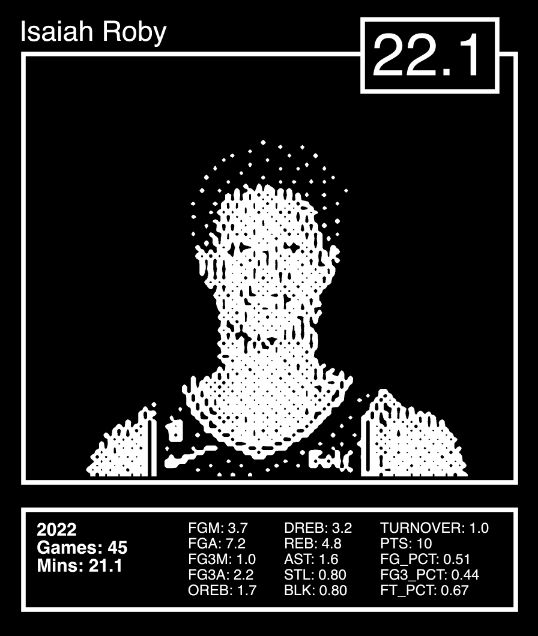 Isaiah Roby
22.1
2022
Games: 45
Mins: 21.1
FGM: 3.7
FGA: 7.2
FG3M: 1.0
FG3A: 2.2
OREB: 1.7
DREB: 3.2
REB: 4.8
AST: 1.6
STL: 0.80
BLK: 0.80
TURNOVER: 1.0
PTS: 10
FG_PCT: 0.51
FG3_PCT: 0.44
FT_PCT: 0.67